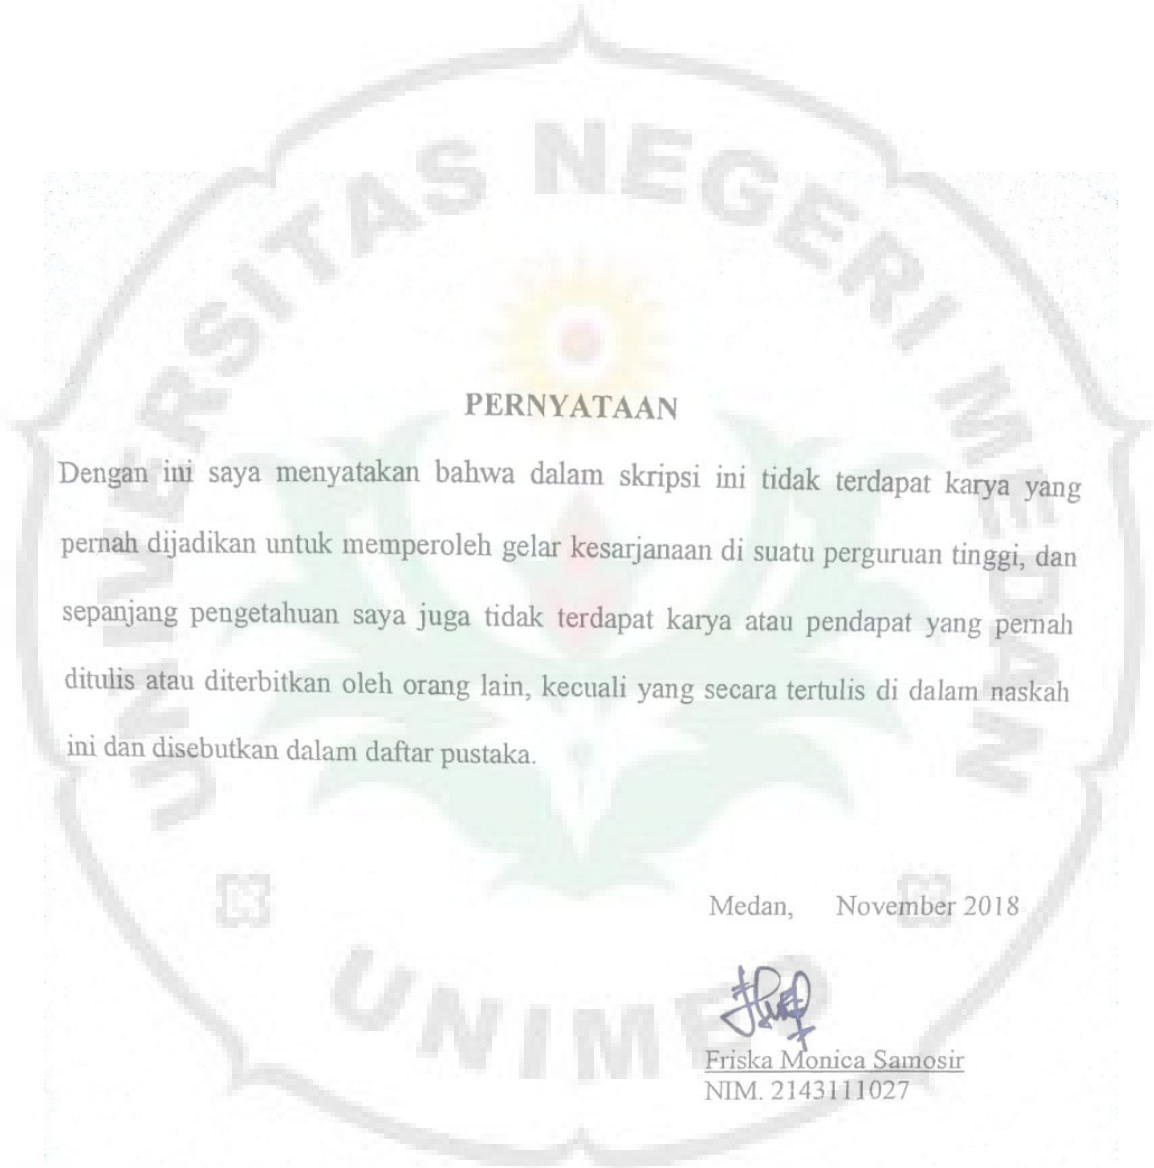 UNIVERSITAS NEGERI MEDAN
PERNYATAAN
Dengan ini saya menyatakan bahwa dalam skripsi ini tidak terdapat karya yang
pernah dijadikan untuk memperoleh gelar kesarjanaan di suatu perguruan tinggi, dan
sepanjang pengetahuan saya juga tidak terdapat karya atau pendapat yang pernah
ditulis atau diterbitkan oleh orang lain, kecuali yang secara tertulis di dalam naskah
ini dan disebutkan dalam daftar pustaka.
Medan, November 2018
UNIMED
Friska Monica Samosir
NIM. 2143111027